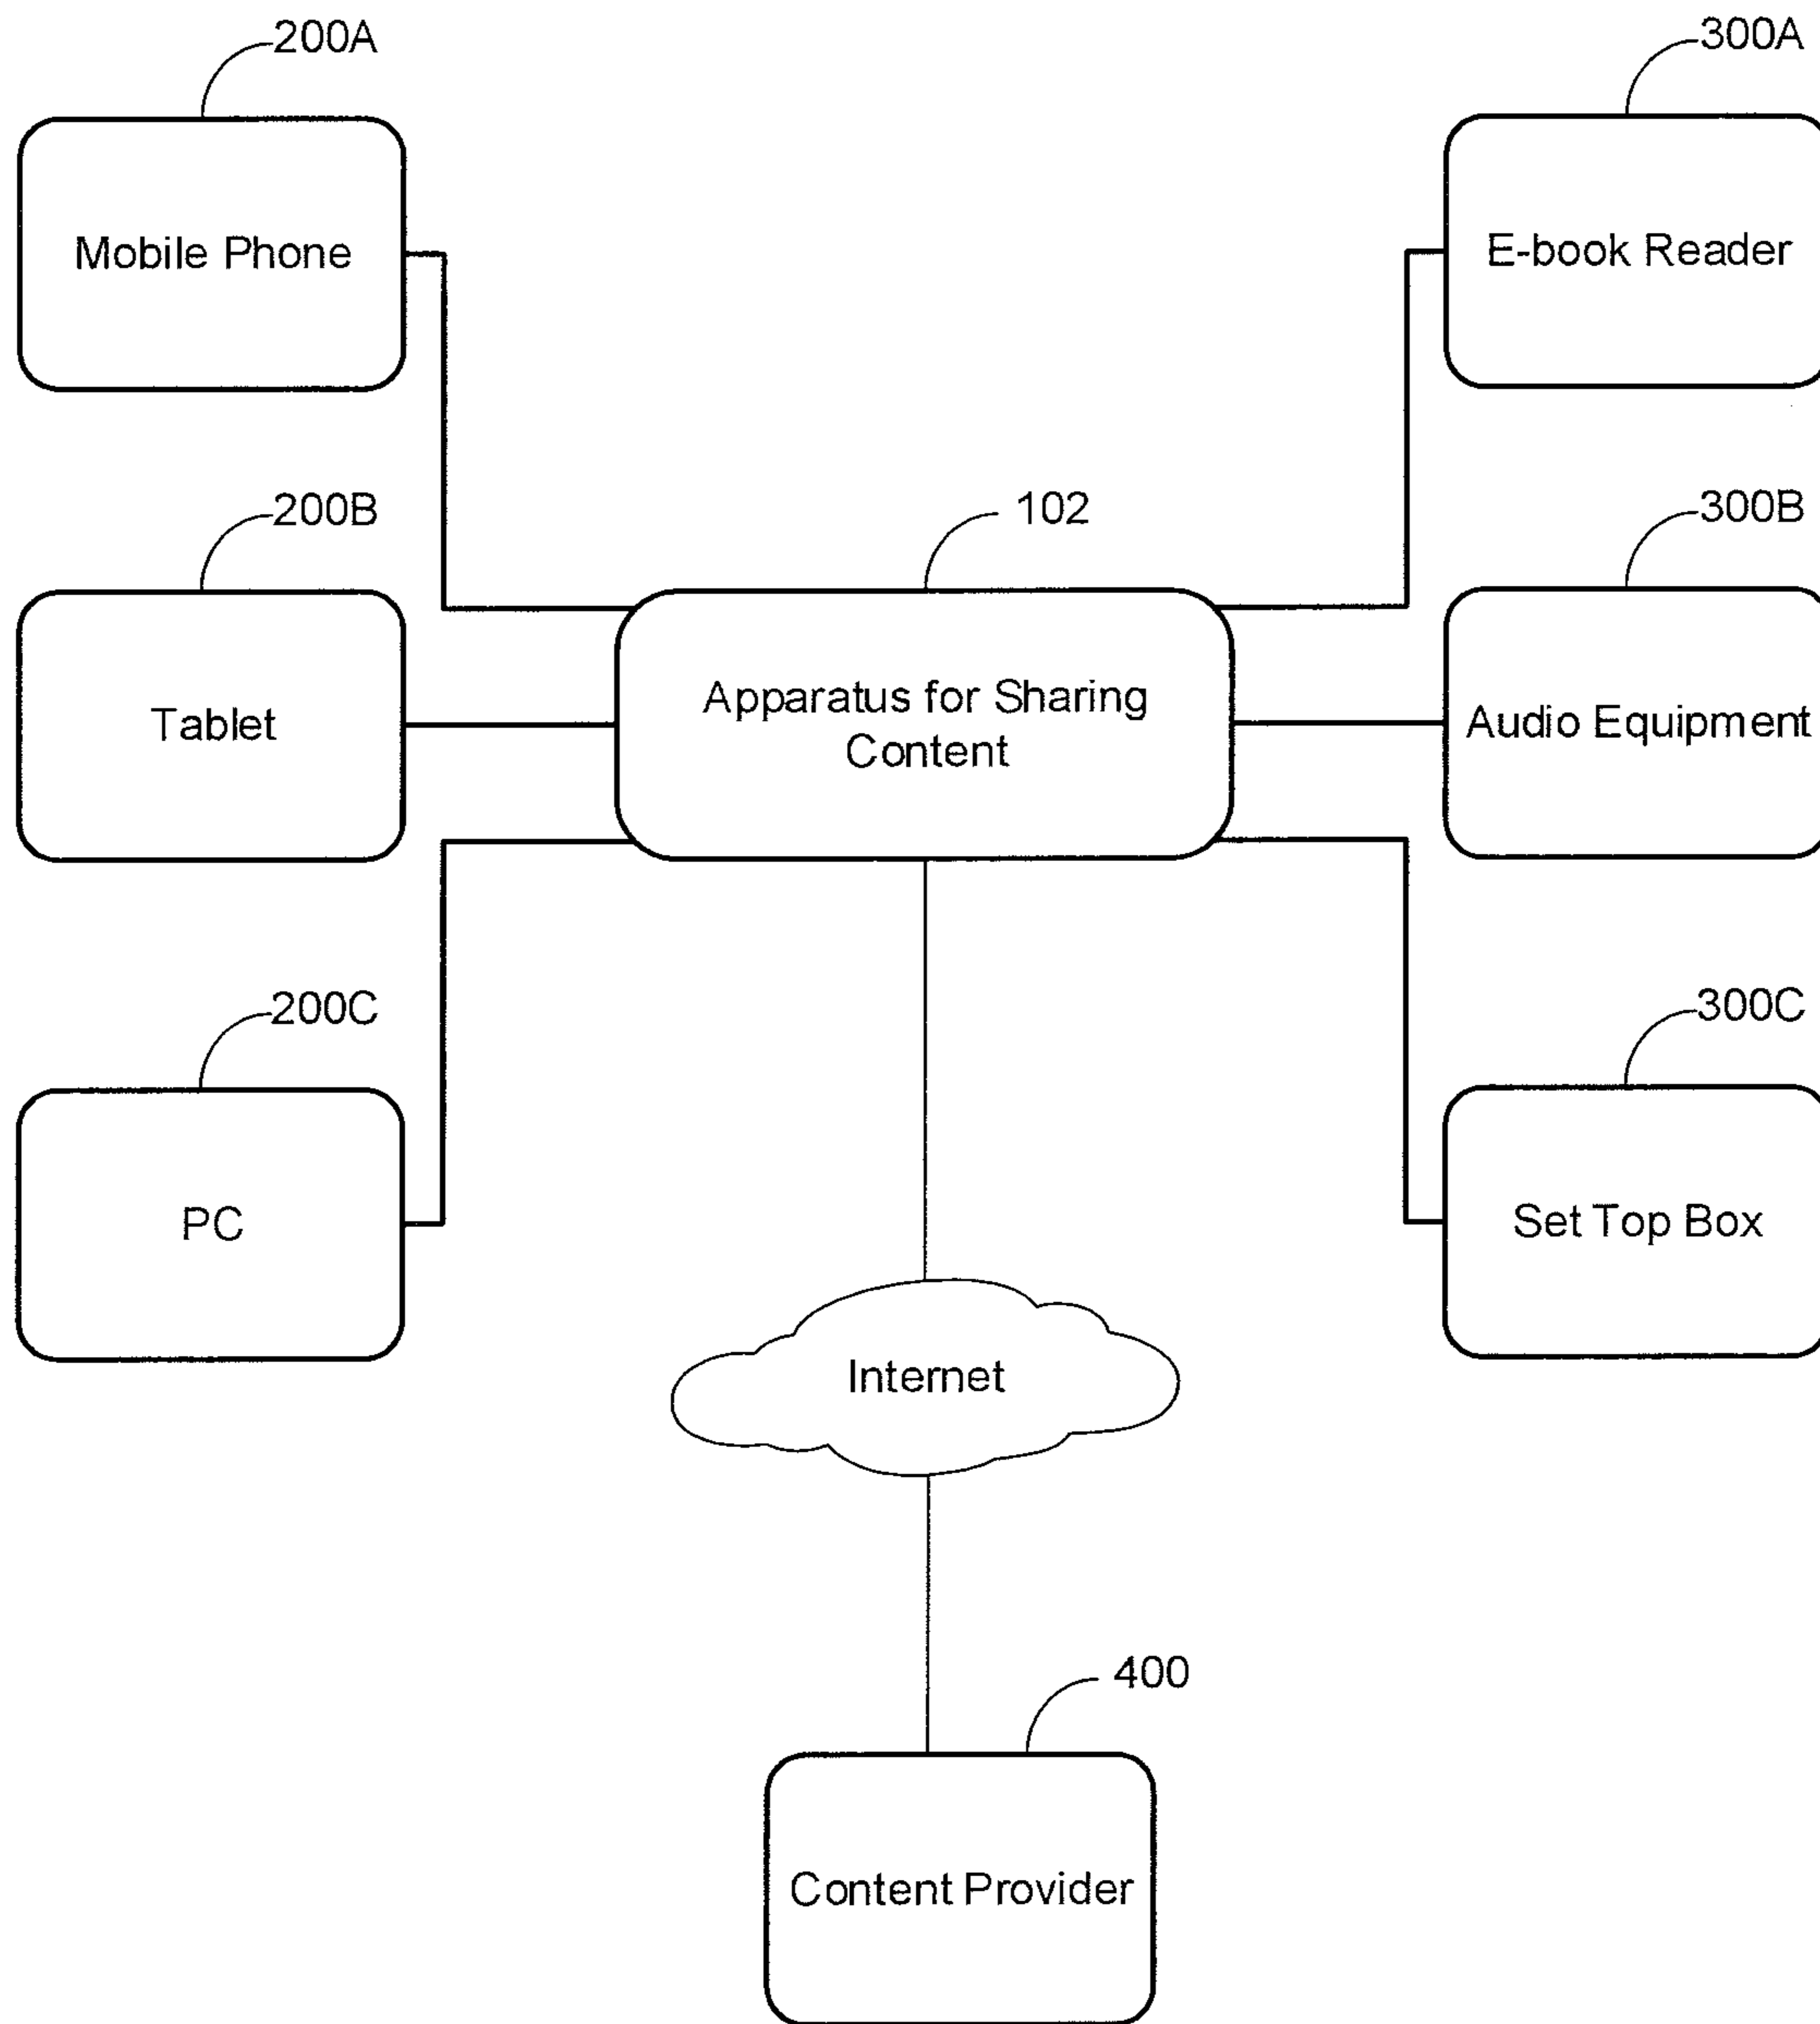 200A
300A
Mobile Phone
E-book Reader
200B
102
300B
Tablet
Apparatus for Sharing
Content
Audio Equipment
200C
300C
PC
Set Top Box
Internet
400
Content Provider